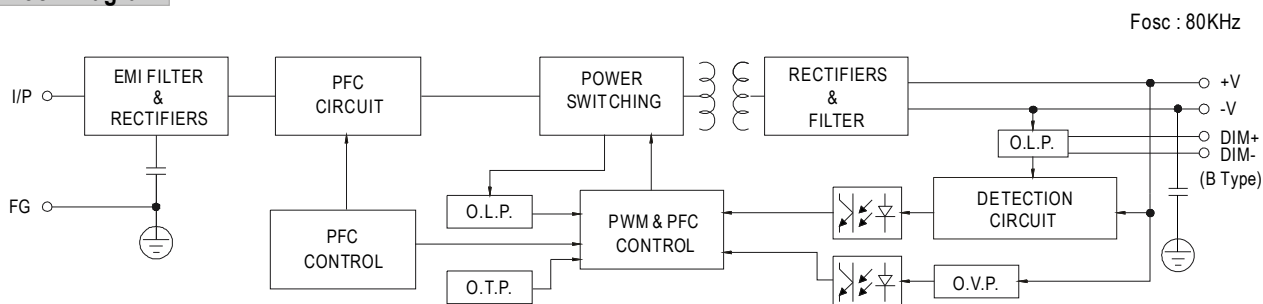 Fosc : 80KHz
I/P
EMI FILTER
&
RECTIFIERS
PFC
CIRCUIT
POWER
SWITCHING
RECTIFIERS
&
FILTER
+V
-V
DIM+
DIM-
(B Type)
O.L.P.
DETECTION
CIRCUIT
FG
O.L.P.
PFC
CONTROL
PWM & PFC
CONTROL
O.T.P.
O.V.P.